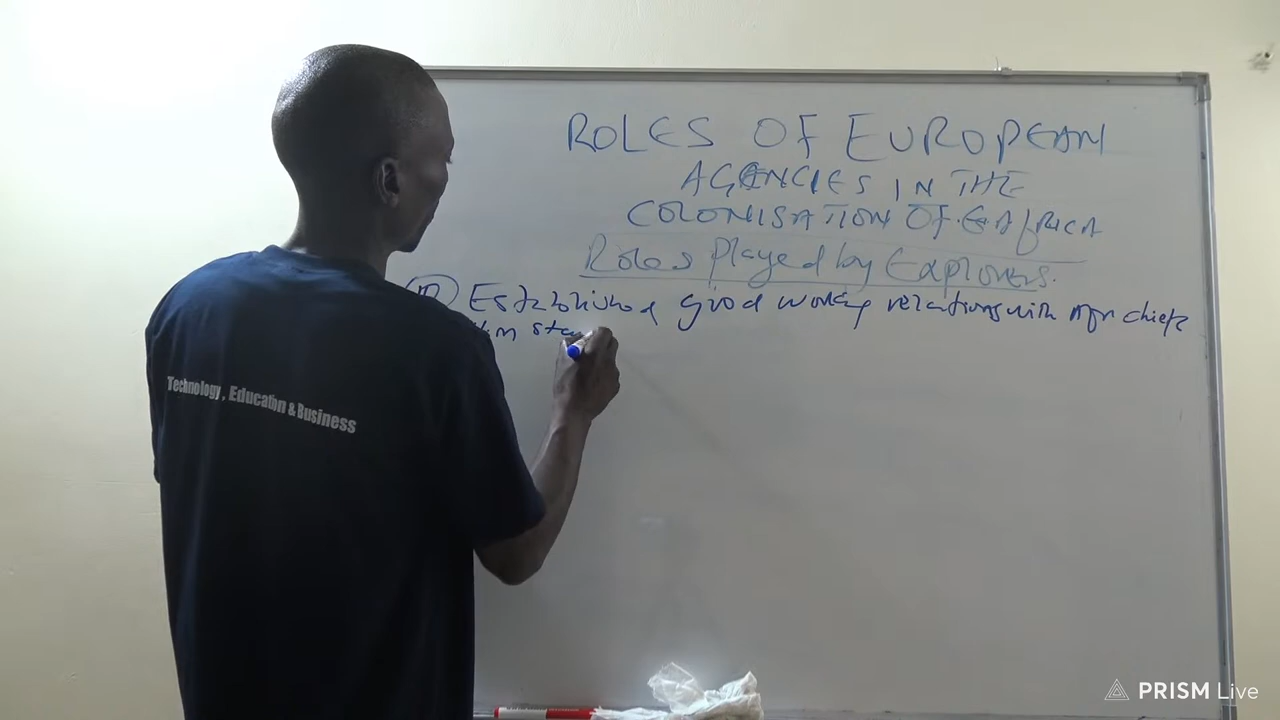 ROLES OF EUROPEAN
AGENCIES IN THE
COLONISATION OF E. AfRICA
Roles Played by Explorers.
Established good working relations with Afrn chiefs
Technology, Education & Business
PRISM Live